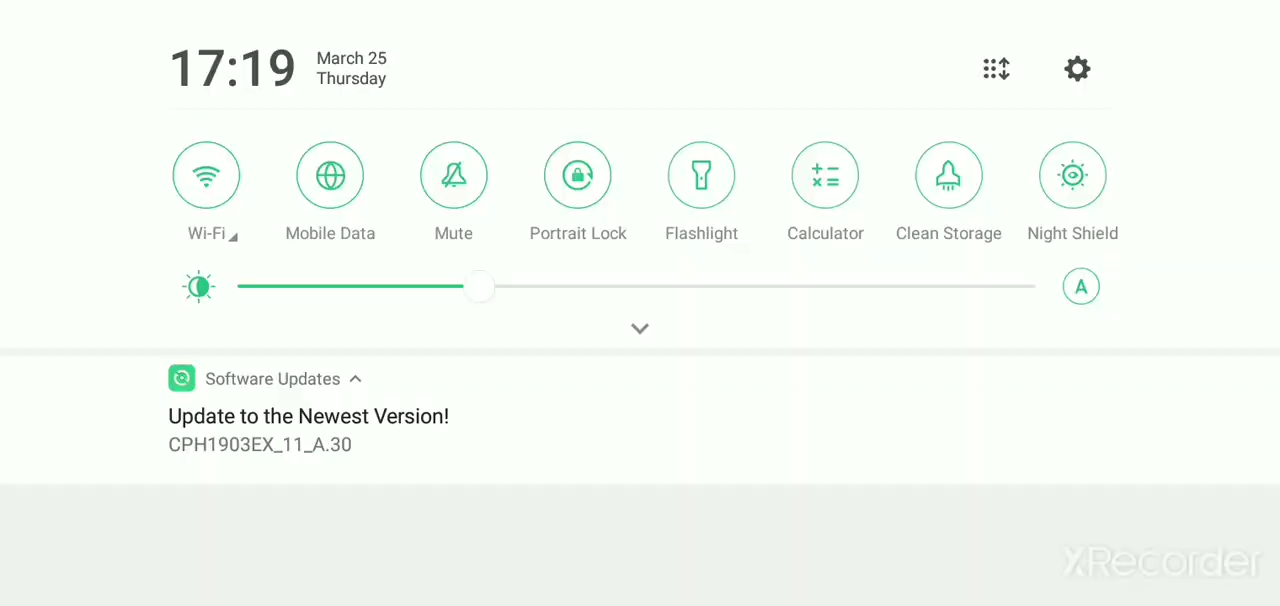 17:19
March 25
Thursday
Wi-Fi Mobile Data Mute Portrait Lock Flashlight Calculator Clean Storage Night Shield
A
Software Updates
Update to the Newest Version!
CPH1903EX_11_A.30
XRecorder